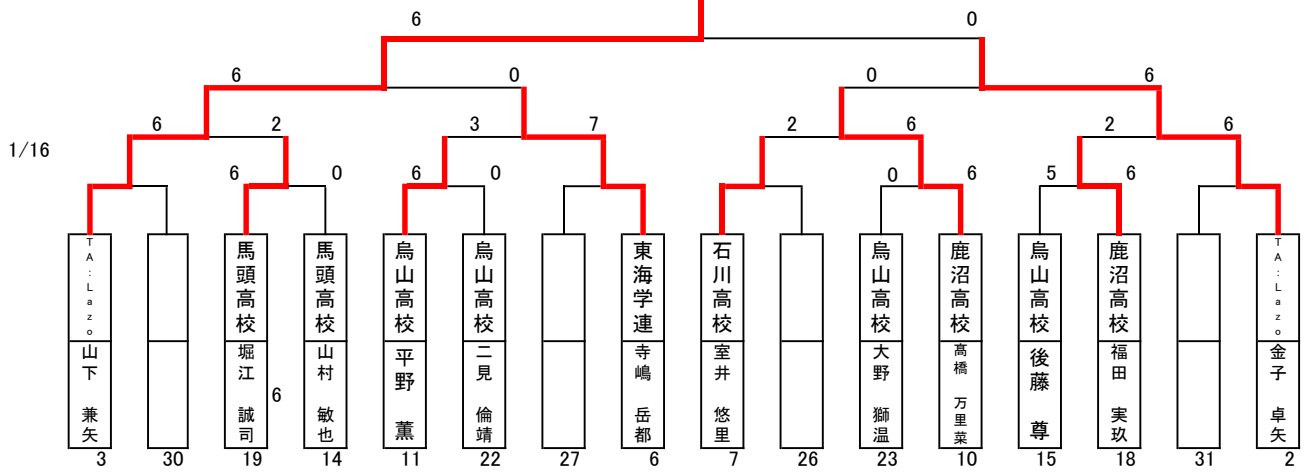 6 0
6 0 0 6
6 2 3 7 2 6 2 6
1/16
6 0 6 0 0 6 5 6
TA:Lazo
馬頭高校
馬頭高校
烏山高校
烏山高校
東海学連
石川高校
烏山高校
鹿沼高校
烏山高校
鹿沼高校
TA:Lazo
山下 兼矢
堀江 誠司
6
山村 敏也
平野 薫
二見 倫靖
寺嶋 岳都
室井 悠里
大野 獅温
髙橋 万里菜
後藤 尊
福田 実玖
金子 卓矢
3 30 19 14 11 22 27 6 7 26 23 10 15 18 31 2